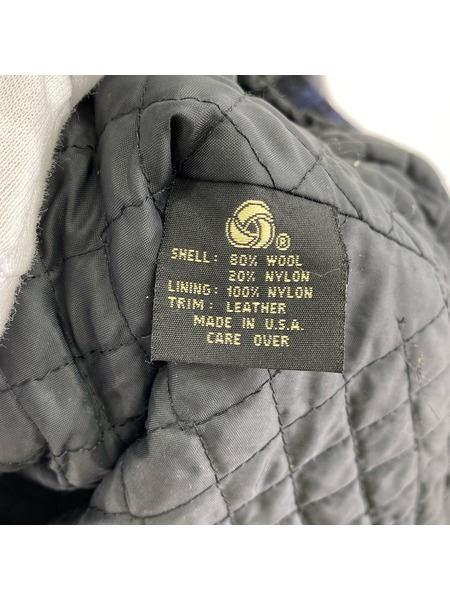 ®
SHELL: 80% WOOL
20% NYLON
LINING: 100% NYLON
TRIM: LEATHER
MADE IN U.S.A.
CARE OVER